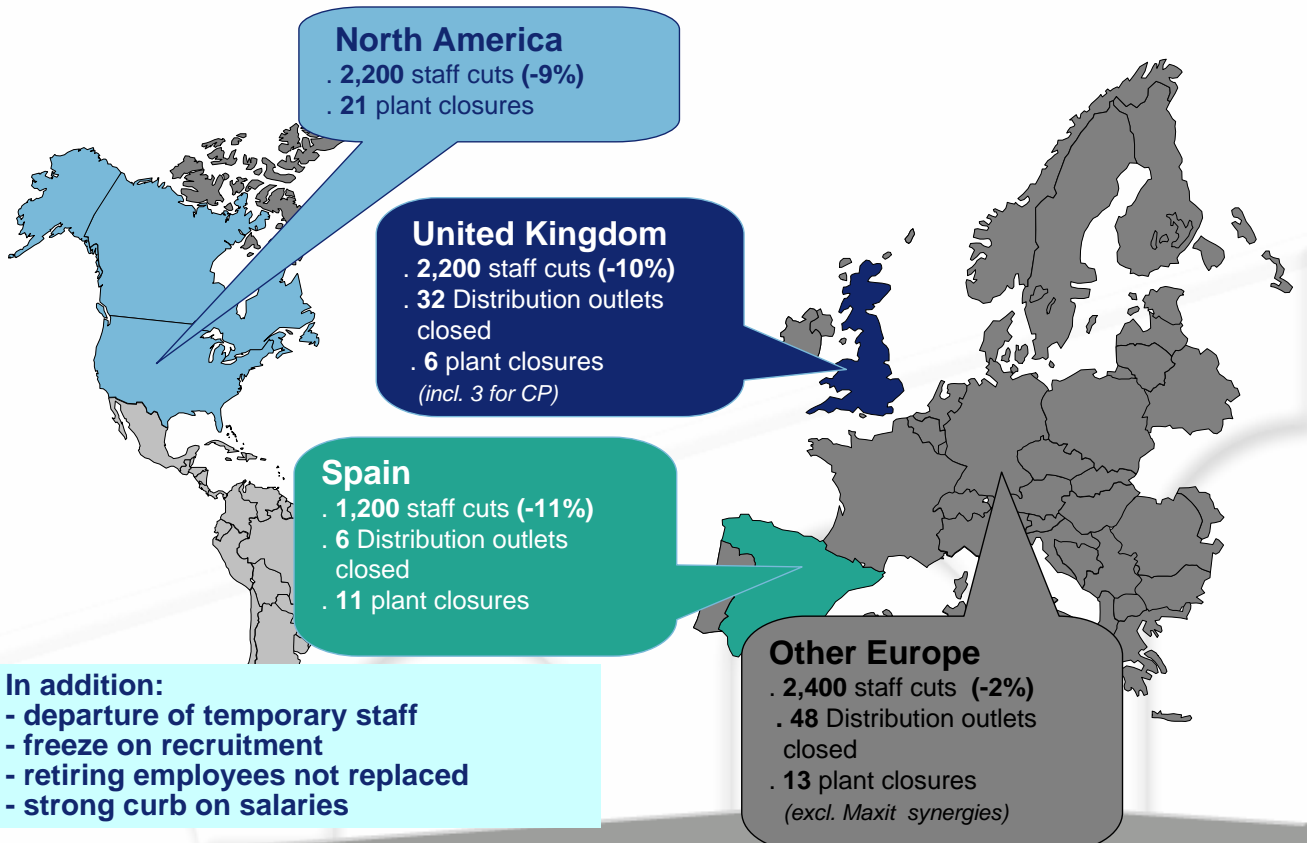 North America
. 2,200 staff cuts (-9%)
. 21 plant closures
United Kingdom
. 2,200 staff cuts (-10%)
. 32 Distribution outlets
closed
. 6 plant closures
(incl. 3 for CP)
Spain
. 1,200 staff cuts (-11%)
. 6 Distribution outlets
closed
. 11 plant closures
Other Europe
. 2,400 staff cuts (-2%)
. 48 Distribution outlets
closed
. 13 plant closures
(excl. Maxit synergies)
In addition:
- departure of temporary staff
- freeze on recruitment
- retiring employees not replaced
- strong curb on salaries